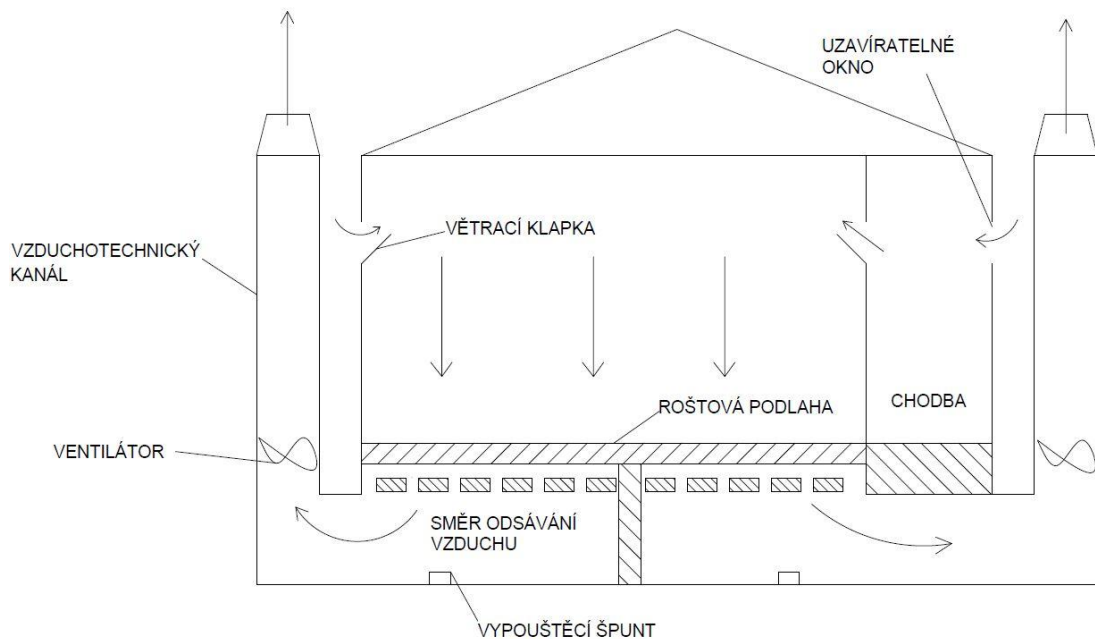 UZAVÍRATELNÉ
OKNO
VĚTRACÍ KLAPKA
VZDUCHOTECHNICKÝ
KANÁL
ROŠTOVÁ PODLAHA
CHODBA
VENTILÁTOR
SMĚR ODSÁVÁNÍ
VZDUCHU
VYPOUŠTĚCÍ ŠPUNT